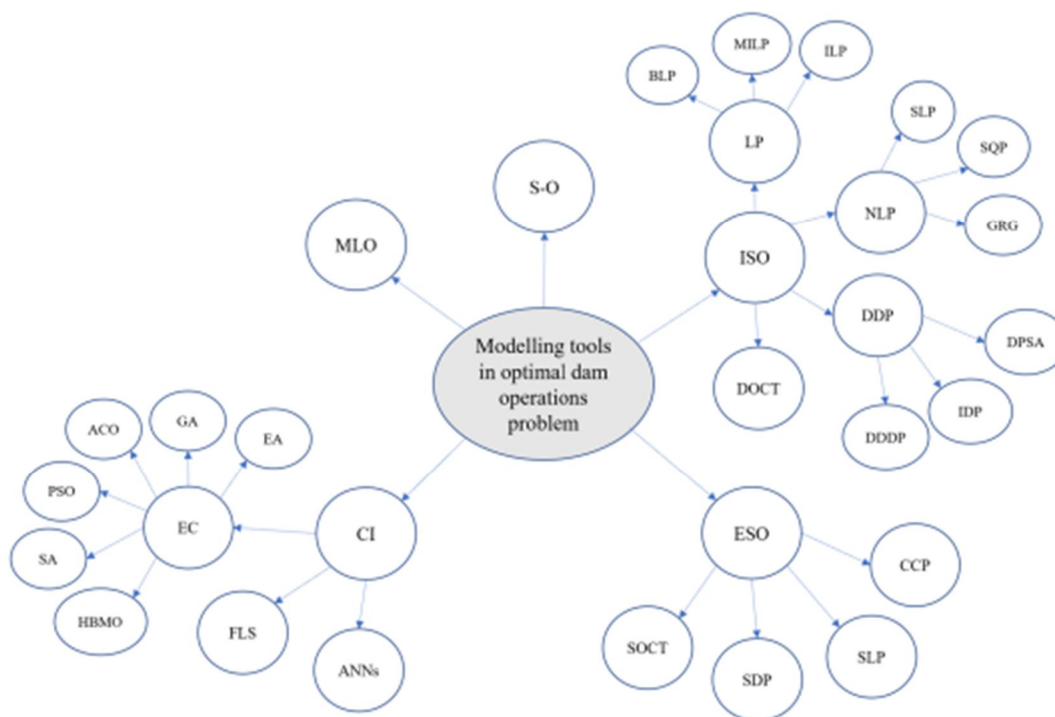 MILP
ILP
BLP
SLP
LP
SQP
S-O
NLP
GRG
MLO
ISO
DDP
DPSA
Modelling tools
in optimal dam
operations
problem
DOCT
IDP
DDDP
GA
ACO
EA
PSO
EC
CI
ESO
SA
CCP
HBMO
FLS
SOCT
SLP
ANNs
SDP